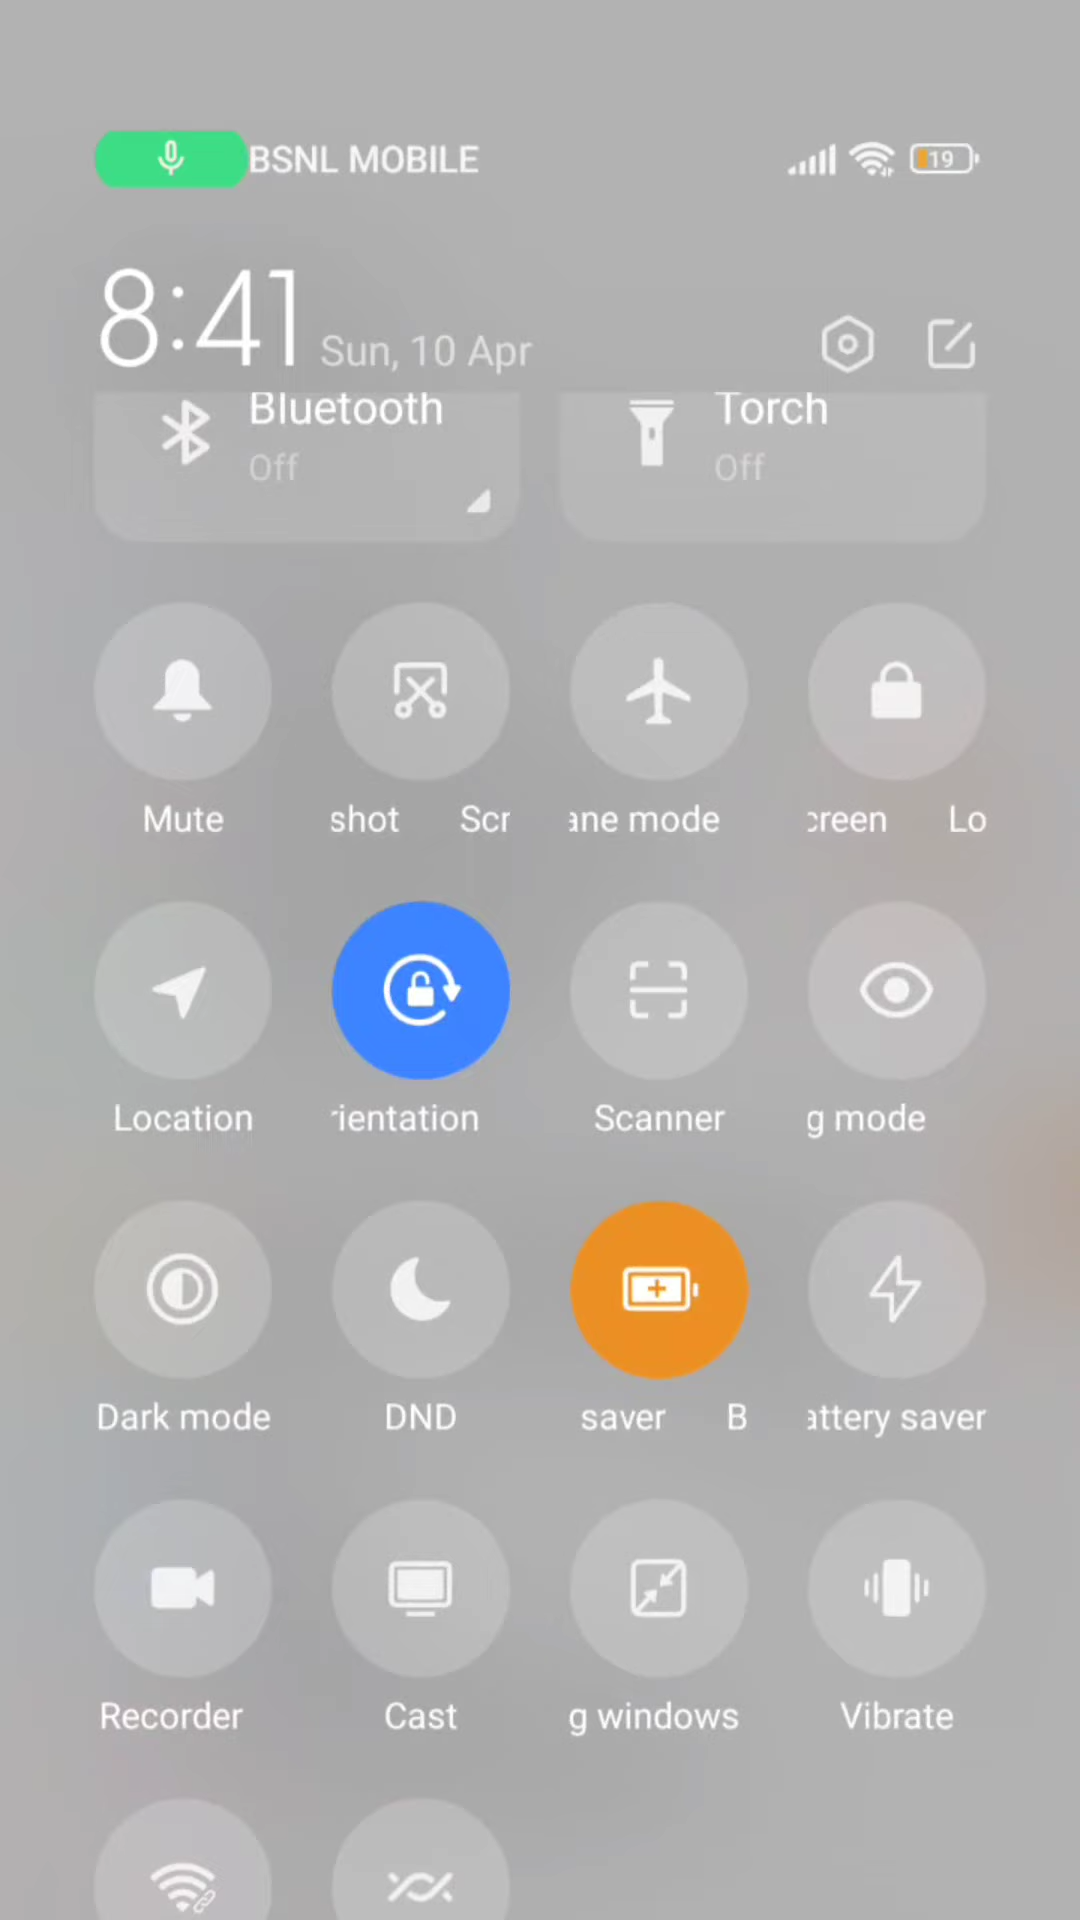 BSNL MOBILE 19
8:41 Sun, 10 Apr
Bluetooth Torch
Off Off
Mute shot Scr ane mode creen Lo
Location rientation Scanner g mode
Dark mode DND saver B attery saver
Recorder Cast g windows Vibrate